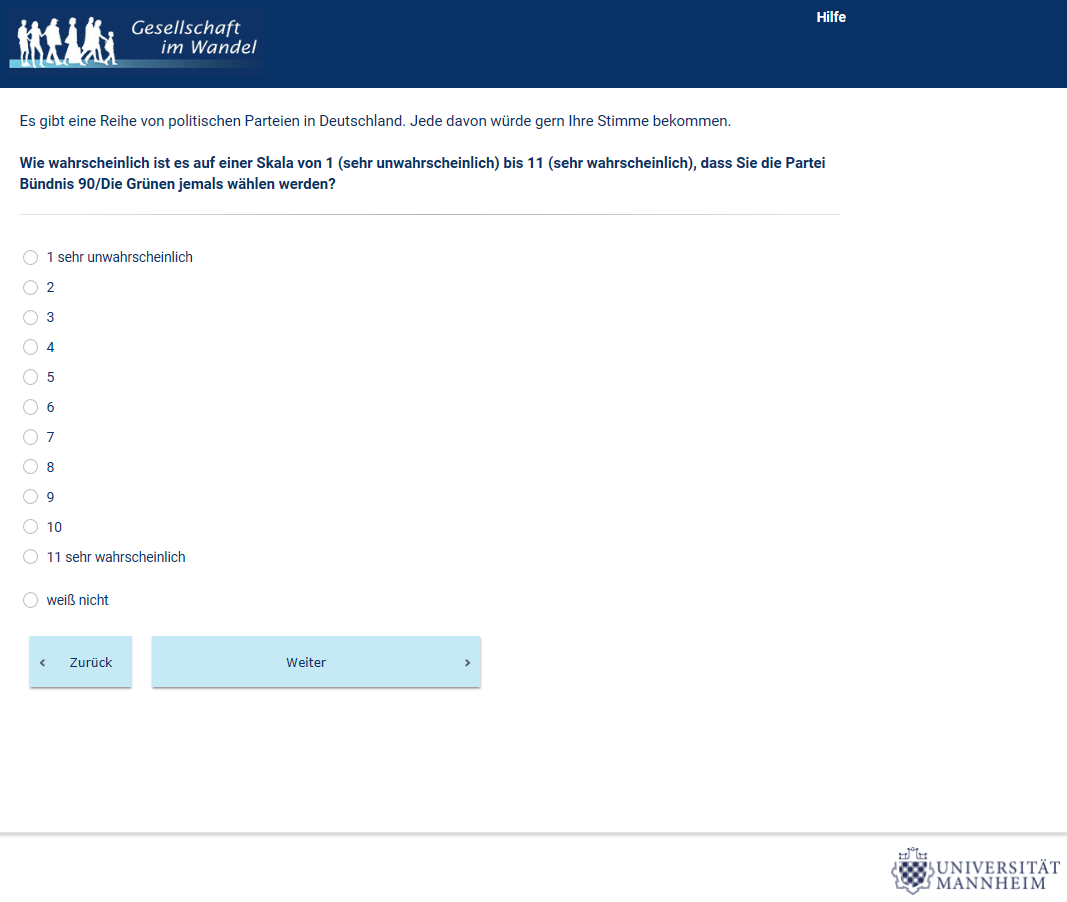 Gesellschaft
im Wandel
Hilfe
Es gibt eine Reihe von politischen Parteien in Deutschland. Jede davon würde gern Ihre Stimme bekommen.
Wie wahrscheinlich ist es auf einer Skala von 1 (sehr unwahrscheinlich) bis 11 (sehr wahrscheinlich), dass Sie die Partei
Bündnis 90/Die Grünen jemals wählen werden?
1 sehr unwahrscheinlich
2
3
4
5
6
7
8
9
10
11 sehr wahrscheinlich
weiß nicht
‹ Zurück
Weiter ›
UNIVERSITÄT
MANNHEIM